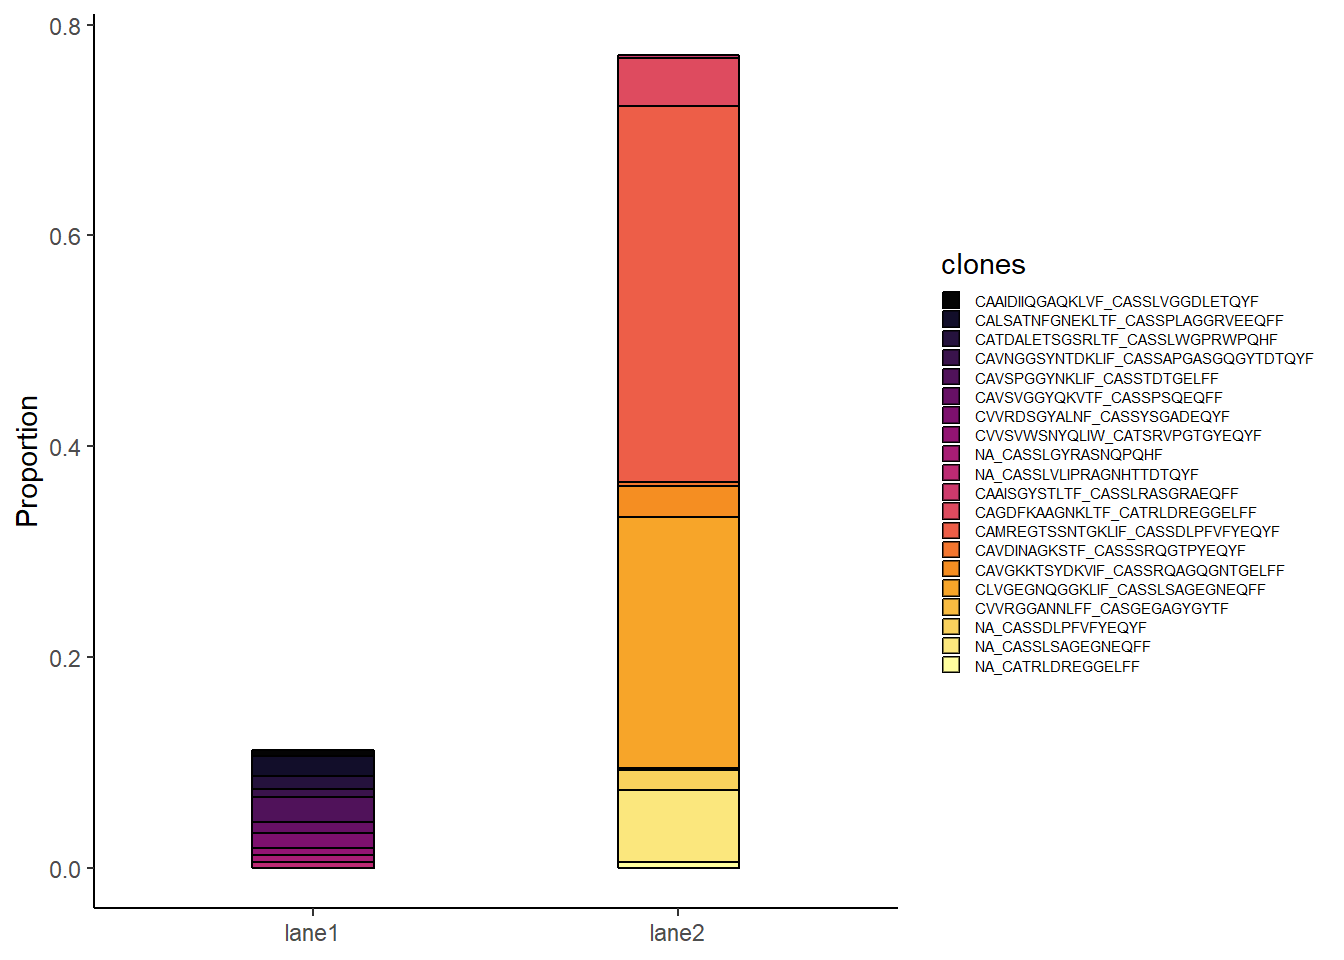 0.8
0.6
0.4
0.2
0.0
Proportion
lane1
lane2
clones
CAAIDIIQGAQKLVF_CASSLVGGDLETQYF
CALSATNFGNEKLTF_CASSPLAGGRVEEQFF
CATDALETSGSRLTF_CASSLWGPRWPQHF
CAVNGGSYNTDKLIF_CASSAPGASGQGYTDTQYF
CAVSPGGYNKLIF_CASSTDTGELFF
CAVSVGGYQKVTF_CASSPSQEQFF
CVVRDSGYALNF_CASSYSGADEQYF
CVVSVWSNYQLIW_CATSRVPGTGYEQYF
NA_CASSLGYRASNQPQHF
NA_CASSLVLIPRAGNHTTDTQYF
CAAISGYSTLTF_CASSLRASGRAEQFF
CAGDFKAAGNKLTF_CATRLDREGGELFF
CAMREGTSSNTGKLIF_CASSDLPFVFYEQYF
CAVDINAGKSTF_CASSSRQGTPYEQYF
CAVGKKTSYDKVIF_CASSRQAGQGNTGELFF
CLVGEGNQGGKLIF_CASSLSAGEGNEQFF
CVVRGGANNLFF_CASGEGAGYGYTF
NA_CASSDLPFVFYEQYF
NA_CASSLSAGEGNEQFF
NA_CATRLDREGGELFF